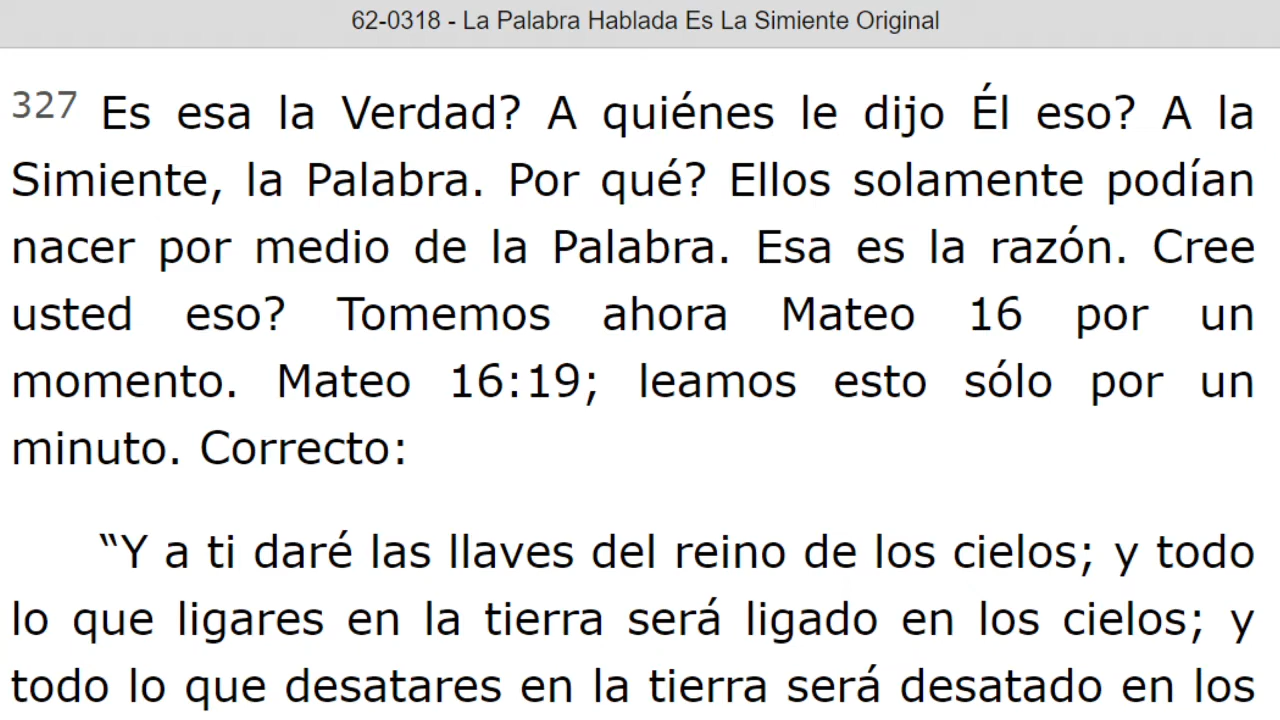 62-0318 - La Palabra Hablada Es La Simiente Original
327 Es esa la Verdad? A quiénes le dijo Él eso? A la
Simiente, la Palabra. Por qué? Ellos solamente podían
nacer por medio de la Palabra. Esa es la razón. Cree
usted eso? Tomemos ahora Mateo 16 por un
momento. Mateo 16:19; leamos esto sólo por un
minuto. Correcto:
“Y a ti daré las llaves del reino de los cielos; y todo
lo que ligares en la tierra será ligado en los cielos; y
todo lo que desatares en la tierra será desatado en los